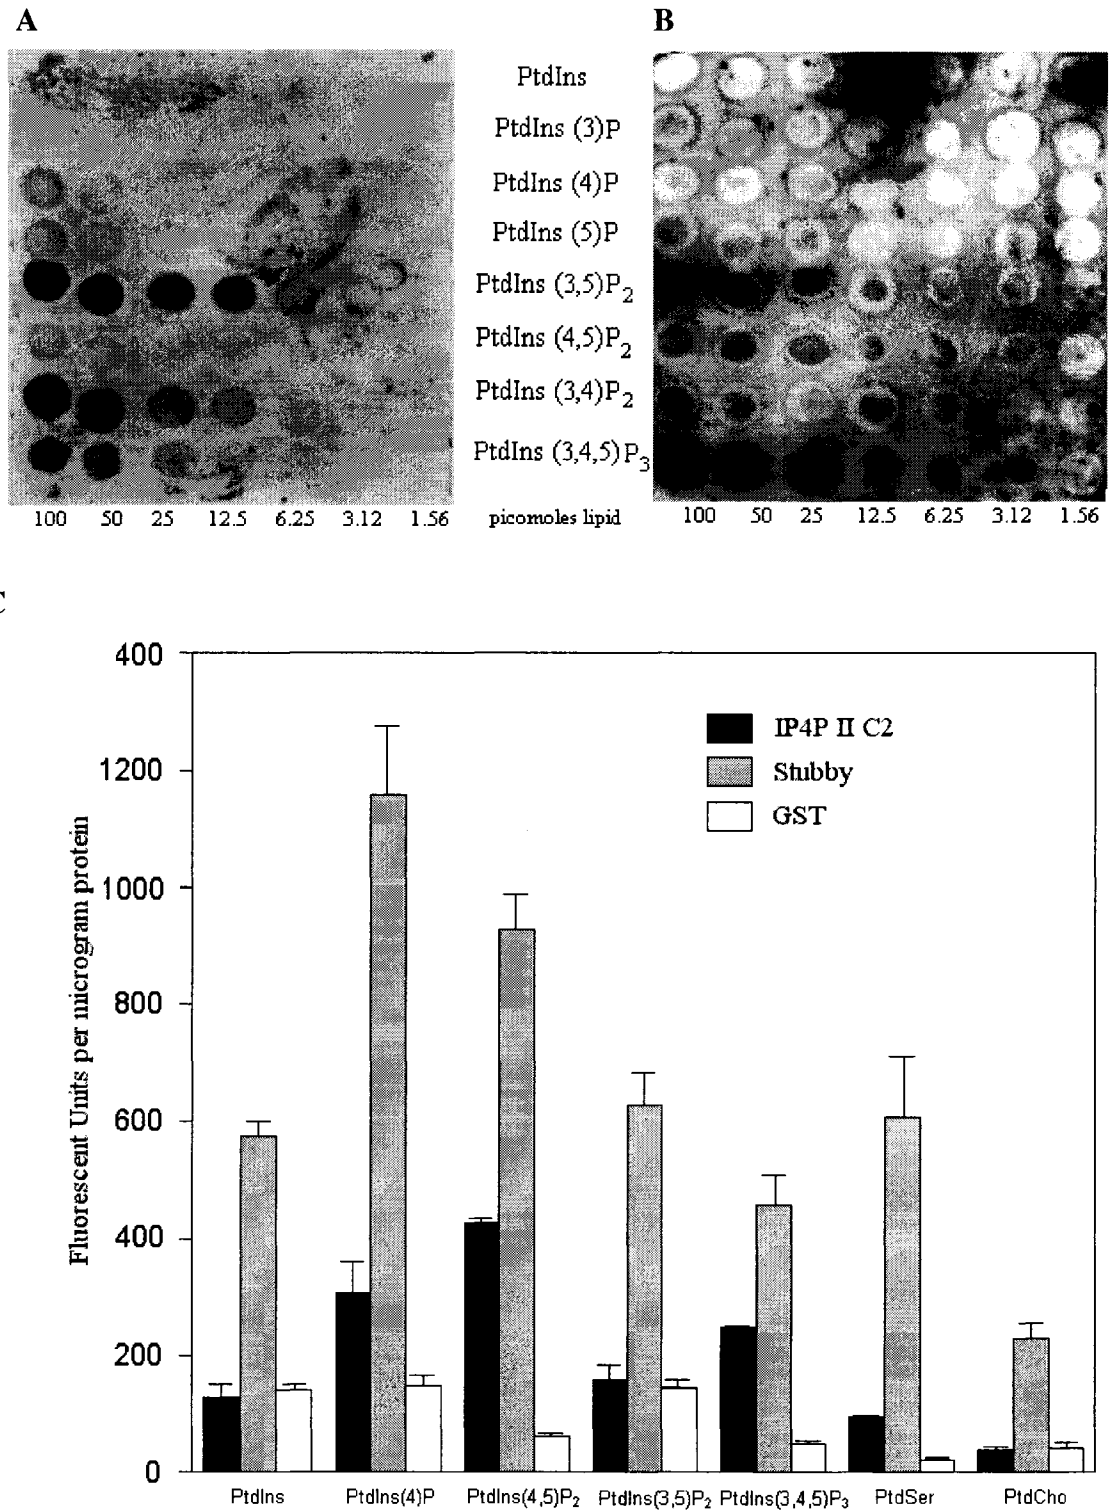 A
B
PtdIns
PtdIns (3)P
PtdIns (4)P
PtdIns (5)P
PtdIns (3,5)P2
PtdIns (4,5)P2
PtdIns (3,4)P2
PtdIns (3,4,5)P3
100 50 25 12.5 6.25 3.12 1.56 picomoles lipid 100 50 25 12.5 6.25 3.12 1.56
C
400
1200
1000
800
600
400
200
0
Fluorescent Units per microgram protein
IP4P II C2
Stubby
GST
PtdIns PtdIns(4)P PtdIns(4,5)P2 PtdIns(3,5)P2 PtdIns(3,4,5)P3 PtdSer PtdCho